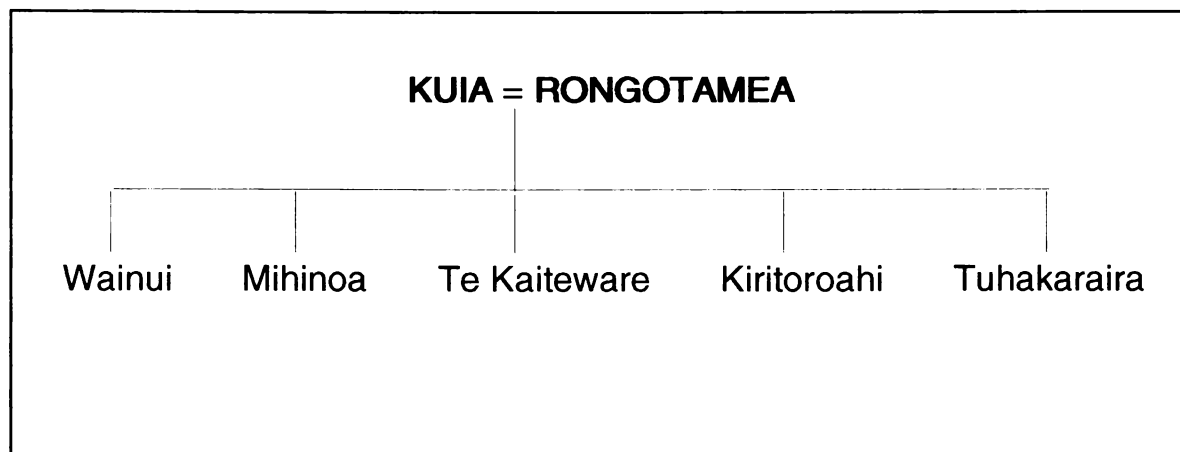 KUIA = RONGOTAMEA
Wainui Mihinoa Te Kaiteware Kiritoroahi Tuhakaraira